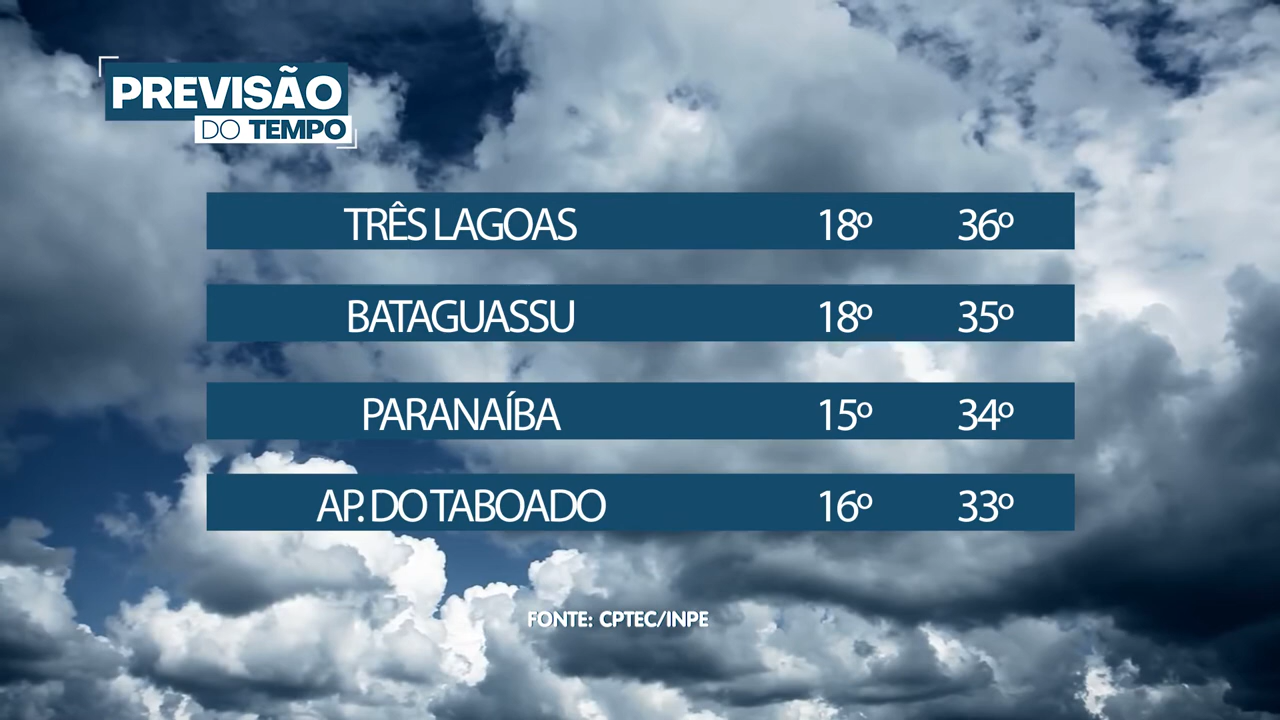 PREVISÃO
DO TEMPO
TRÊS LAGOAS 18º 36º
BATAGUASSU 18º 35º
PARANAÍBA 15º 34º
AP. DO TABOADO 16º 33º
FONTE: CPTEC/INPE